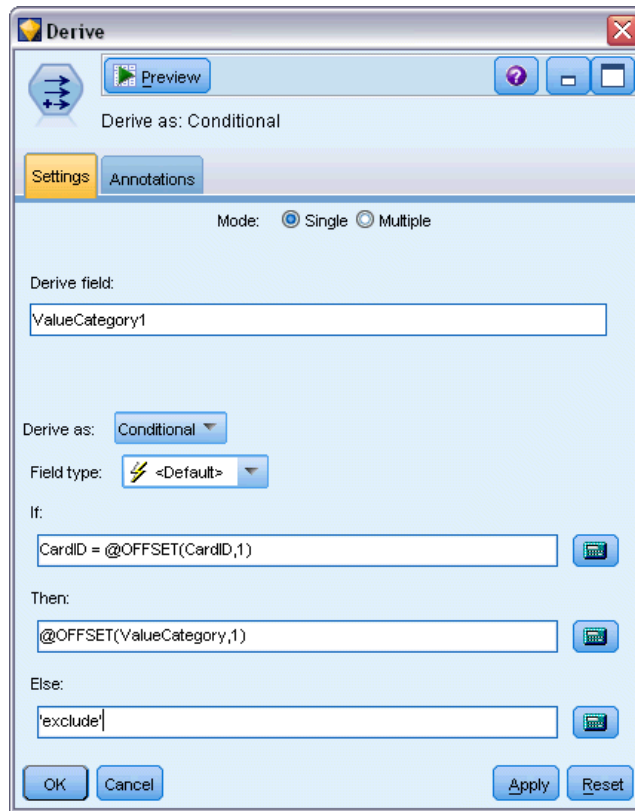 Derive
Preview
Derive as: Conditional
Settings Annotations
Mode: Single Multiple
Derive field:
ValueCategory1
Derive as: Conditional
Field type: <Default>
If:
CardID = @OFFSET(CardID,1)
Then:
@OFFSET(ValueCategory,1)
Else:
'exclude'
OK Cancel Apply Reset